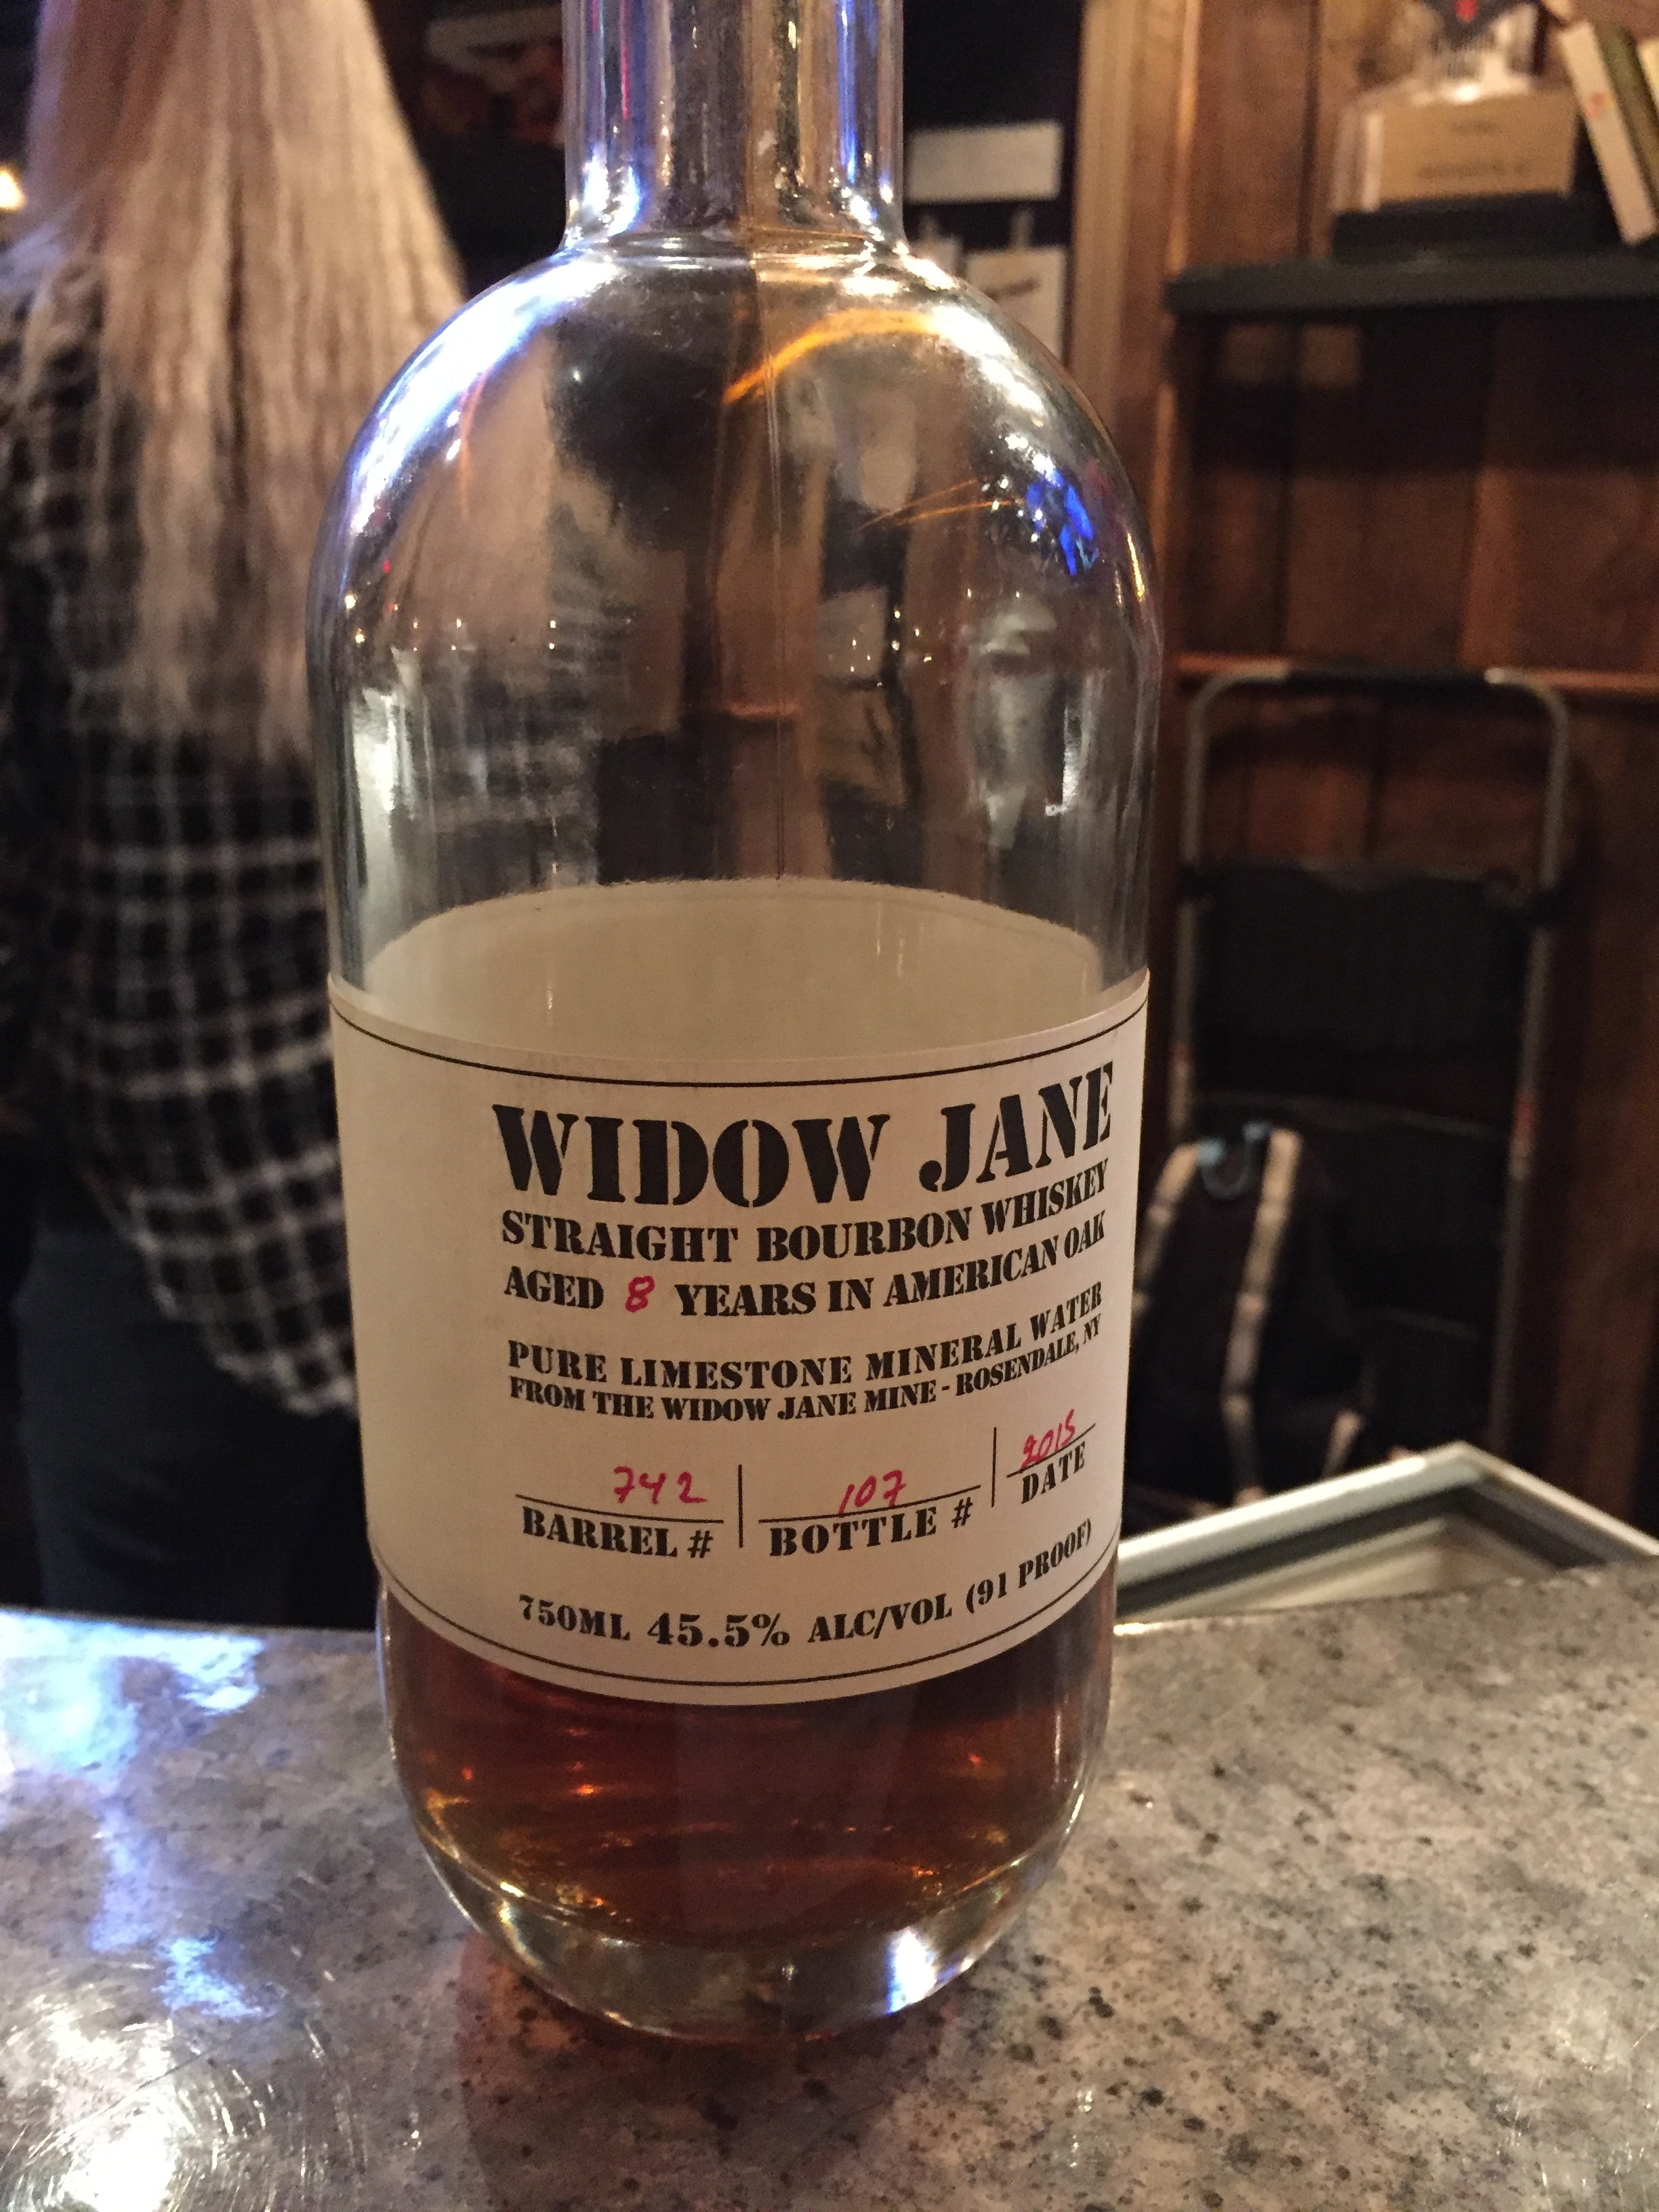 WIDOW JANE
STRAIGHT BOURBON WHISKEY
AGED 8 YEARS IN AMERICAN OAK
PURE LIMESTONE MINERAL WATER
FROM THE WIDOW JANE MINE - ROSENDALE, NY
742 107 2015
BARREL # BOTTLE # DATE
750ML 45.5% ALC/VOL (91 PROOF)